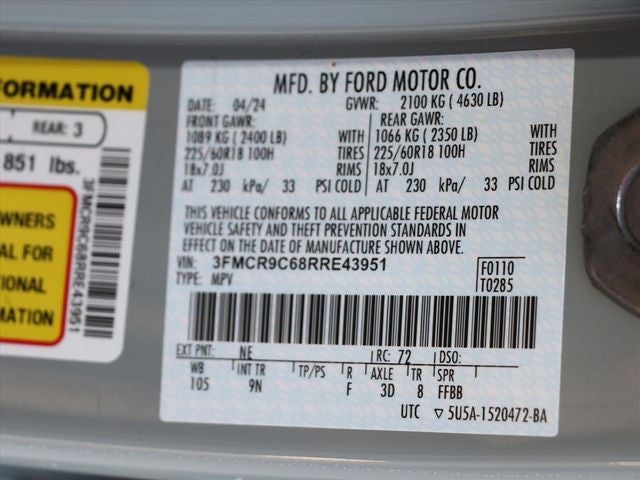 FORMATION
REAR: 3
851 lbs.
WNERS
AL FOR
TIONAL
MATION
3FMCR9C68RRE43951
MFD. BY FORD MOTOR CO.
DATE: 04/24 GVWR: 2100 KG ( 4630 LB)
FRONT GAWR: REAR GAWR:
1089 KG ( 2400 LB) WITH 1066 KG ( 2350 LB) WITH
225/60R18 100H TIRES 225/60R18 100H TIRES
18x7.0J RIMS 18x7.0J RIMS
AT 230 kPa/ 33 PSI COLD AT 230 kPa/ 33 PSI COLD
THIS VEHICLE CONFORMS TO ALL APPLICABLE FEDERAL MOTOR
VEHICLE SAFETY AND THEFT PREVENTION STANDARDS IN
EFFECT ON THE DATE OF MANUFACTURE SHOWN ABOVE.
VIN: 3FMCR9C68RRE43951 F0110
TYPE: MPV T0285
EXT PNT: NE RC: 72 DSO:
WB INT TR TP/PS R AXLE TR SPR
105 9N F 3D 8 FFBB
UTC ▽ 5U5A-1520472-BA